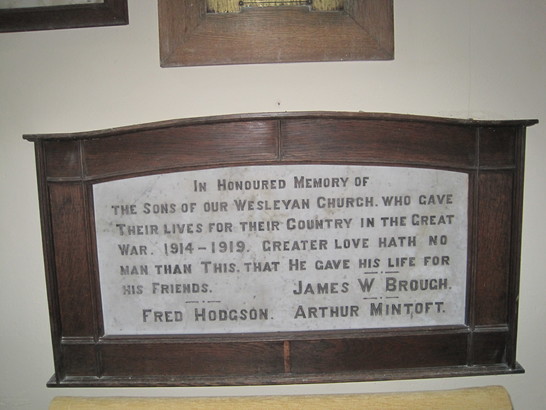 IN HONOURED MEMORY OF
THE SONS OF OUR WESLEYAN CHURCH. WHO GAVE
THEIR LIVES FOR THEIR COUNTRY IN THE GREAT
WAR. 1914-1919. GREATER LOVE HATH NO
MAN THAN THIS. THAT HE GAVE HIS LIFE FOR
HIS FRIENDS. JAMES W BROUGH.
FRED HODGSON. ARTHUR MINTOFT.